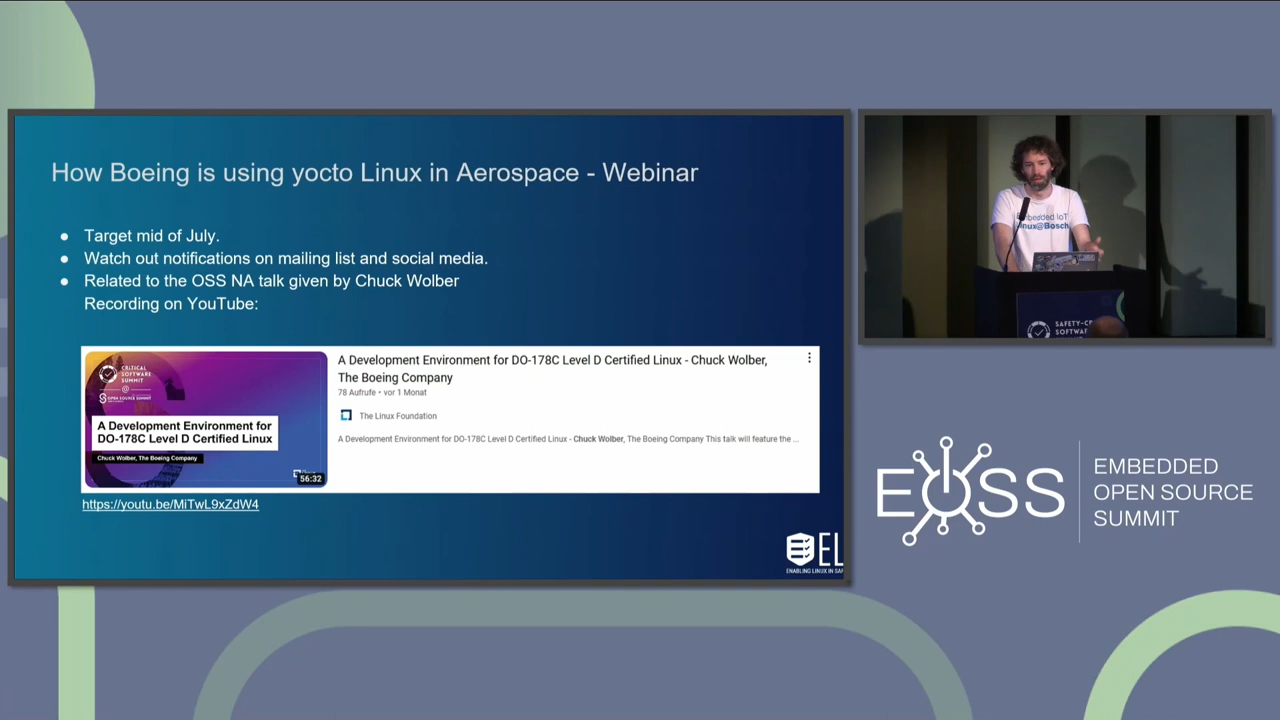 How Boeing is using yocto Linux in Aerospace - Webinar
● Target mid of July.
● Watch out notifications on mailing list and social media.
● Related to the OSS NA talk given by Chuck Wolber
Recording on YouTube:
CRITICAL
SOFTWARE
SUMMIT
@
OPEN SOURCE SUMMIT
A Development Environment for
DO-178C Level D Certified Linux
Chuck Wolber, The Boeing Company
56:32
A Development Environment for DO-178C Level D Certified Linux - Chuck Wolber,
The Boeing Company
78 Aufrufe • vor 1 Monat
The Linux Foundation
A Development Environment for DO-178C Level D Certified Linux - Chuck Wolber, The Boeing Company This talk will feature the ...
https://youtu.be/MiTwL9xZdW4
EL
ENABLING LINUX IN SAF
Embedded IoT
Linux@Bosch
SAFETY-CR
SOFTWARE
EOSS
EMBEDDED
OPEN SOURCE
SUMMIT